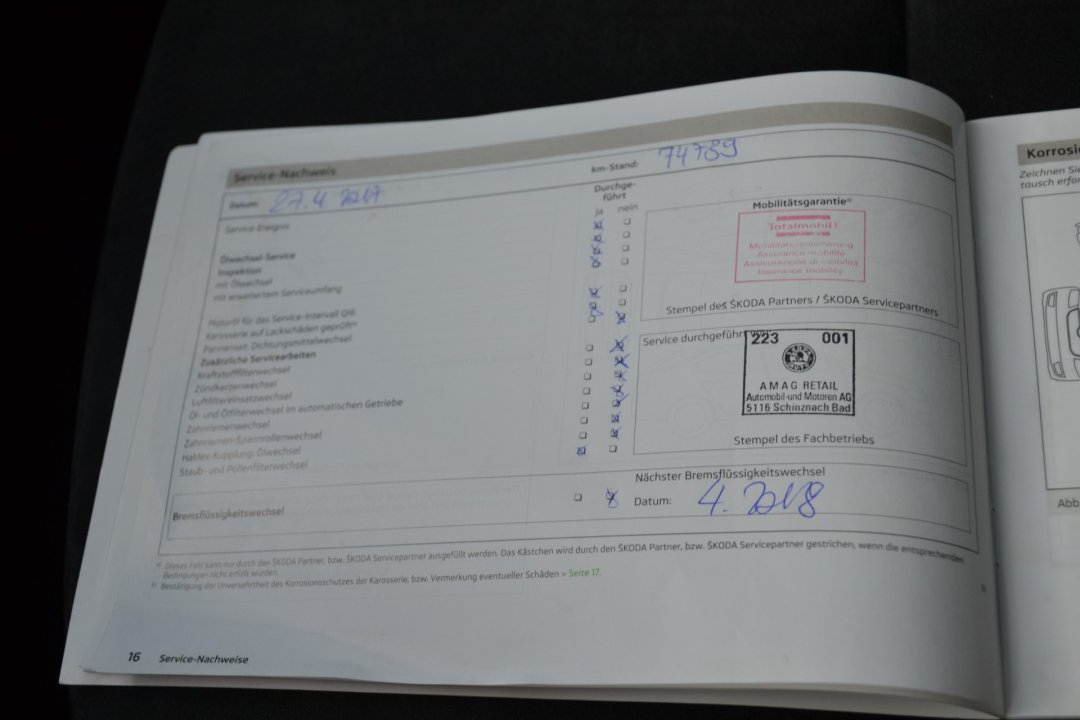 Service-Nachweis
Datum: 27.4 2017
km-Stand: 74789
Durchge-
führt
ja nein
Service-Ereignis
Ölwechsel-Service
Inspektion
mit Ölwechsel
mit erweitertem Serviceumfang
Motoröl für das Service-Intervall QI6
Karosserie auf Lackschäden geprüft
Pannenset: Dichtungsmittelwechsel
Zusätzliche Servicearbeiten
Kraftstofffilterwechsel
Zündkerzenwechsel
Luftfiltereinsatzwechsel
Öl- und Ölfilterwechsel im automatischen Getriebe
Zahnriemenwechsel
Zahnriemen-Spannrollenwechsel
Haldex-Kupplung: Ölwechsel
Staub- und Pollenfilterwechsel
Bremsflüssigkeitswechsel
Mobilitätsgarantie
Totalmobil!
Mobilitätsversicherung
Assurance mobilité
Assicurazione di mobilità
Insurance mobility
Stempel des ŠKODA Partners / ŠKODA Servicepartners
Service durchgeführt
223 001
AMAG RETAIL
Automobil-und Motoren AG
5116 Schinznach Bad
Stempel des Fachbetriebs
Nächster Bremsflüssigkeitswechsel
Datum: 4. 2018
Dieses Feld kann nur durch den ŠKODA Partner, bzw. ŠKODA Servicepartner ausgefüllt werden. Das Kästchen wird durch den ŠKODA Partner, bzw. ŠKODA Servicepartner gestrichen, wenn die entsprechenden
Bedingungen nicht erfüllt wurden.
Bestätigung der Unversehrtheit des Korrosionsschutzes der Karosserie, bzw. Vermerkung eventueller Schäden » Seite 17.
16 Service-Nachweise
Korrosi
Zeichnen Sie
tausch erfo
Abb